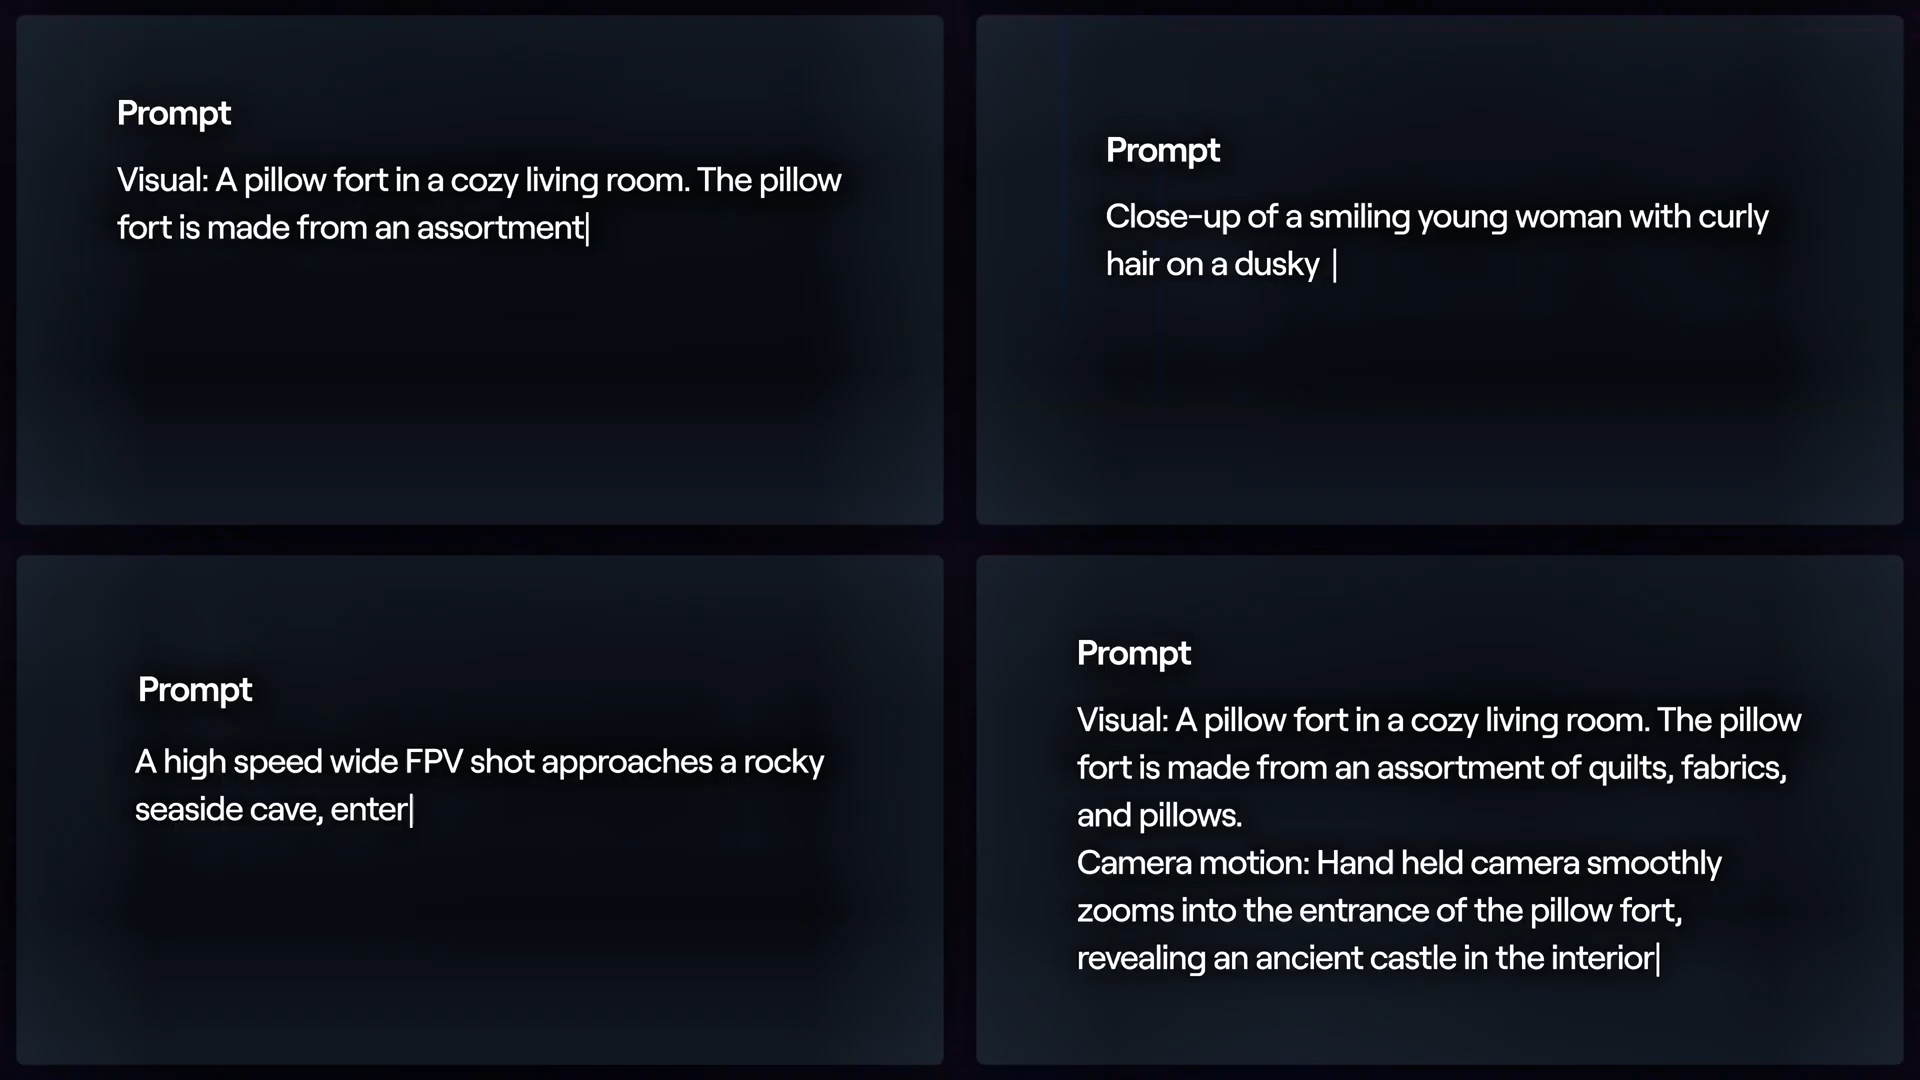 Prompt
Visual: A pillow fort in a cozy living room. The pillow
fort is made from an assortment
Prompt
Close-up of a smiling young woman with curly
hair on a dusky
Prompt
A high speed wide FPV shot approaches a rocky
seaside cave, enter
Prompt
Visual: A pillow fort in a cozy living room. The pillow
fort is made from an assortment of quilts, fabrics,
and pillows.
Camera motion: Hand held camera smoothly
zooms into the entrance of the pillow fort,
revealing an ancient castle in the interior